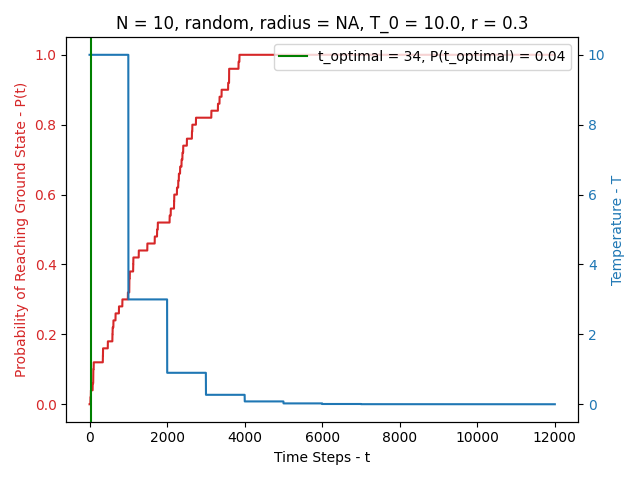 N = 10, random, radius = NA, T_0 = 10.0, r = 0.3
t_optimal = 34, P(t_optimal) = 0.04
Probability of Reaching Ground State - P(t)
1.0
0.8
0.6
0.4
0.2
0.0
10
8
6
4
2
0
Temperature - T
0 2000 4000 6000 8000 10000 12000
Time Steps - t